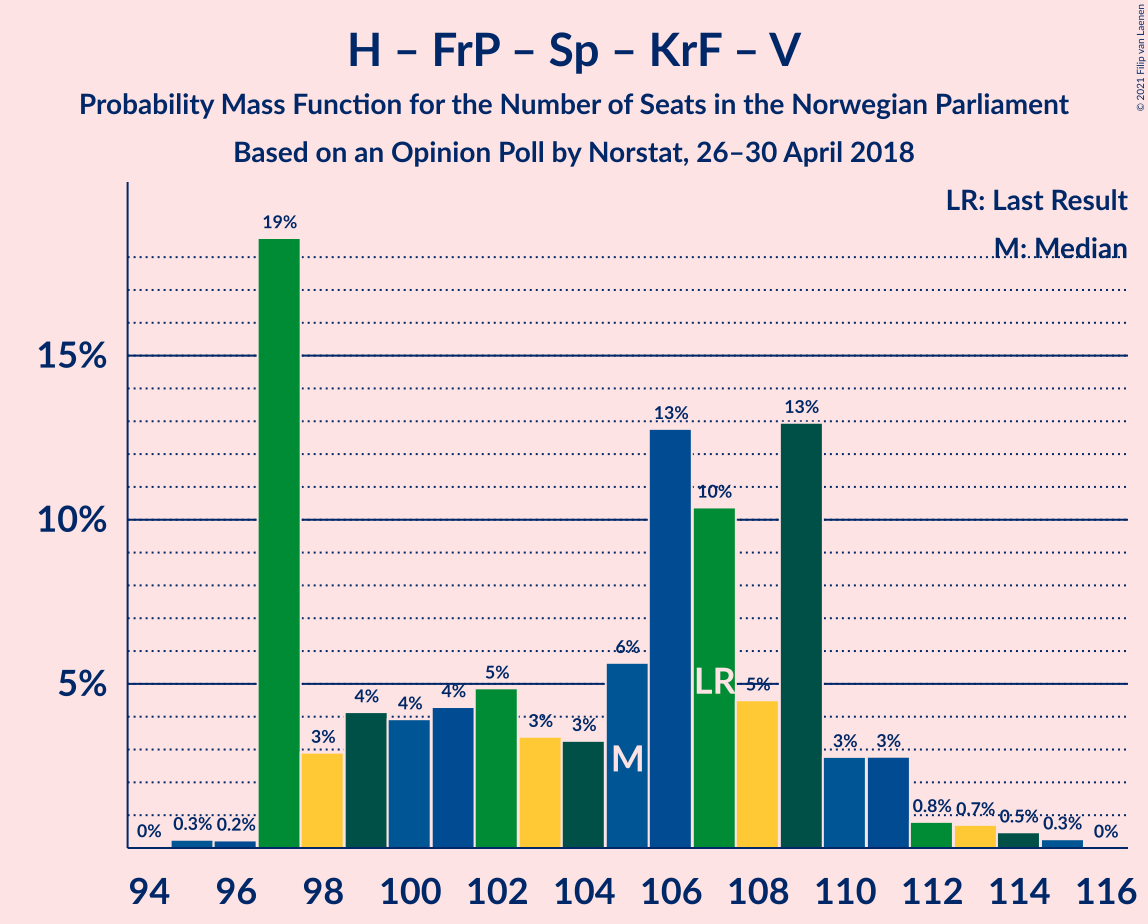 H – FrP – Sp – KrF – V
Probability Mass Function for the Number of Seats in the Norwegian Parliament
Based on an Opinion Poll by Norstat, 26–30 April 2018
© 2021 Filip van Laenen
LR: Last Result
M: Median
15%
10%
5%
0%
0.3%
0.2%
19%
3%
4%
4%
4%
5%
3%
3%
6%
13%
10%
5%
13%
3%
3%
0.8%
0.7%
0.5%
0.3%
0%
LR
M
94 96 98 100 102 104 106 108 110 112 114 116